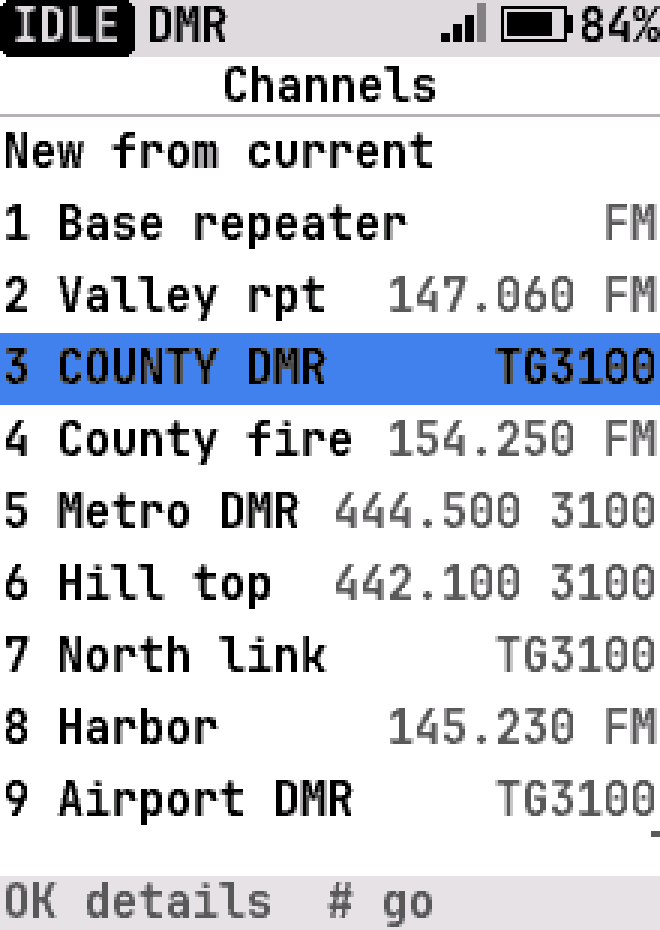 IDLE DMR 84%
Channels
New from current
1 Base repeater FM
2 Valley rpt 147.060 FM
3 COUNTY DMR TG3100
4 County fire 154.250 FM
5 Metro DMR 444.500 3100
6 Hill top 442.100 3100
7 North link TG3100
8 Harbor 145.230 FM
9 Airport DMR TG3100
OK details # go